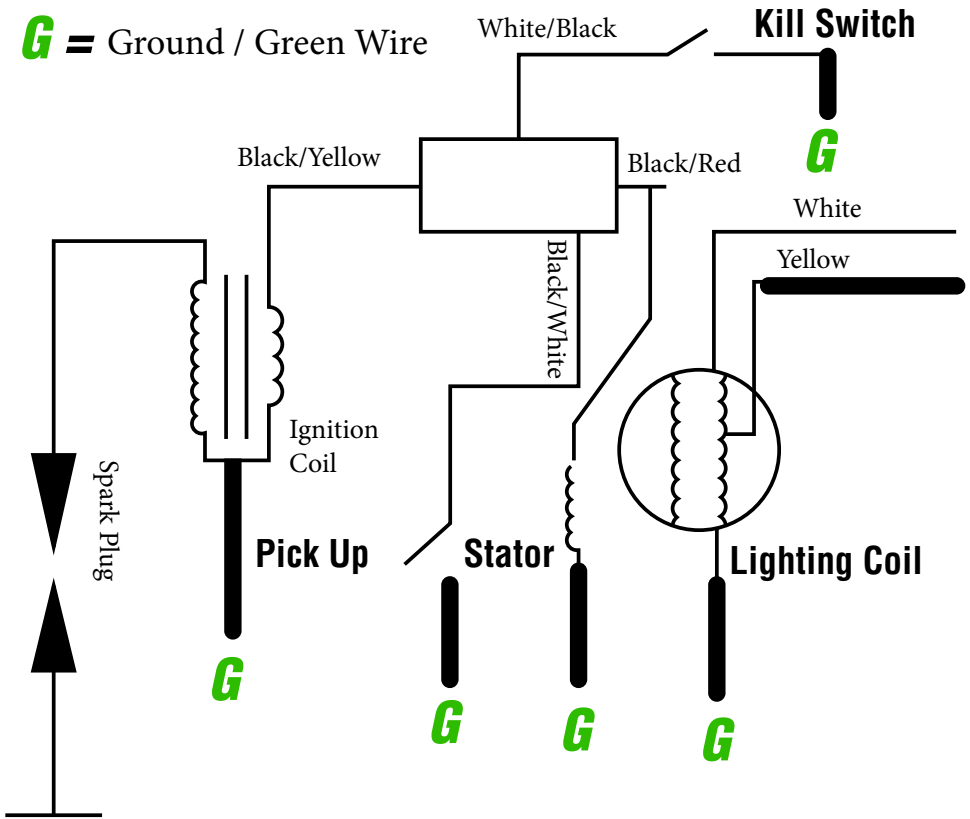 G = Ground / Green Wire
White/Black
Kill Switch
G
Black/Yellow
Black/Red
White
Yellow
Black/White
Ignition
Coil
Spark Plug
Pick Up
Stator
Lighting Coil
G
G
G
G